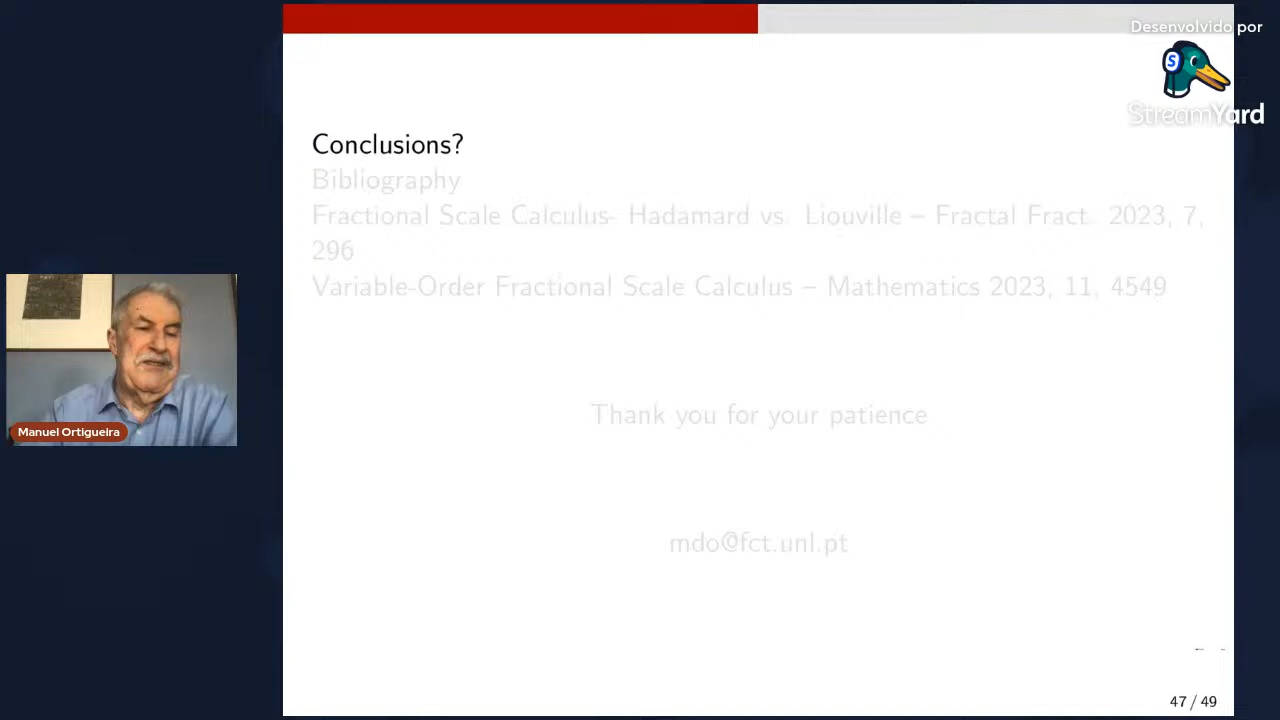 Desenvolvido por
StreamYard
Conclusions?
Bibliography
Fractional Scale Calculus- Hadamard vs. Liouville – Fractal Fract. 2023, 7,
296
Variable-Order Fractional Scale Calculus – Mathematics 2023, 11, 4549
Thank you for your patience
Manuel Ortigueira
mdo@fct.unl.pt
47 / 49